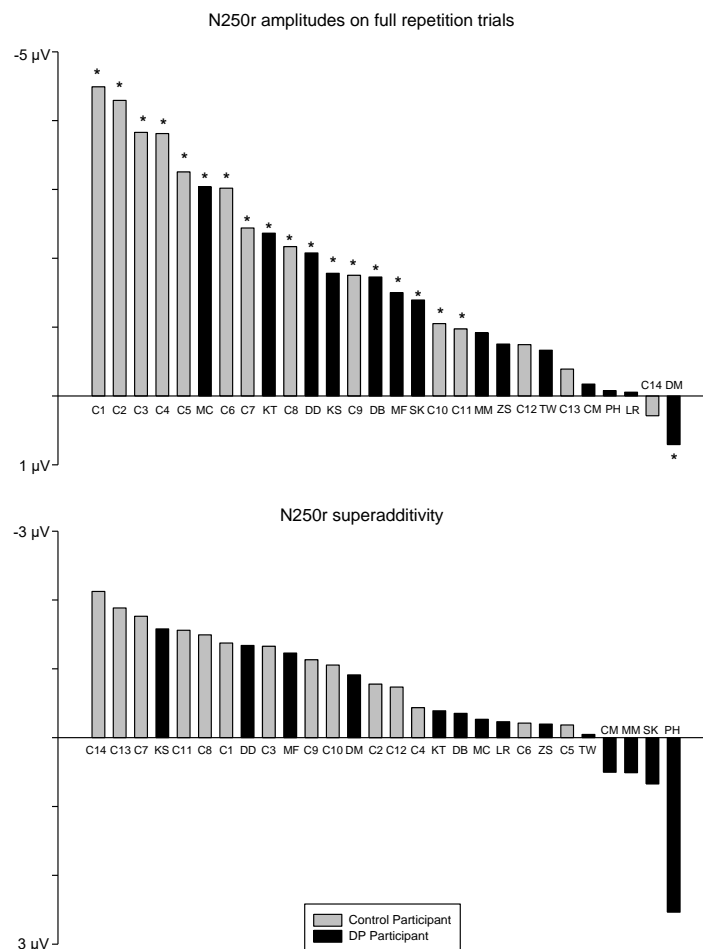 N250r amplitudes on full repetition trials
-5 µV
* * * * * * * * * * * * * * * * * *
C14 DM
C1 C2 C3 C4 C5 MC C6 C7 KT C8 DD KS C9 DB MF SK C10 C11 MM ZS C12 TW C13 CM PH LR
*
1 µV
N250r superadditivity
-3 µV
CM MM SK PH
C14 C13 C7 KS C11 C8 C1 DD C3 MF C9 C10 DM C2 C12 C4 KT DB MC LR C6 ZS C5 TW
Control Participant
DP Participant
3 µV